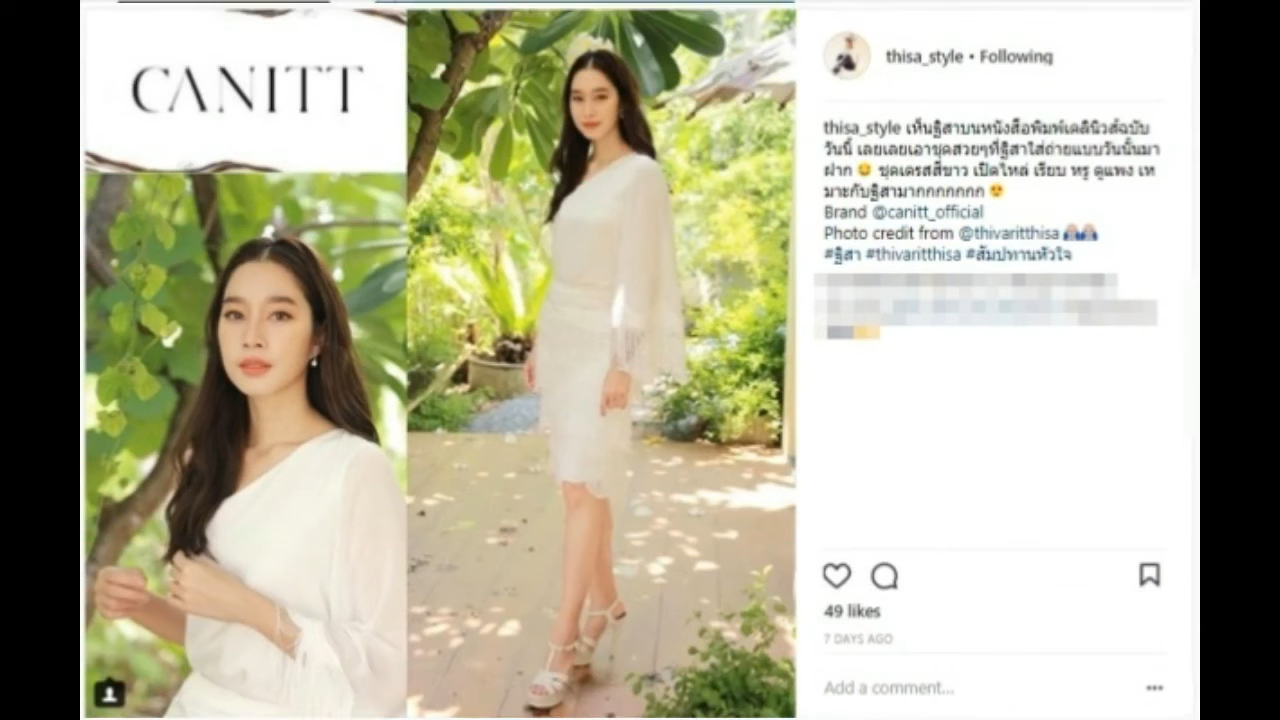 CANITT
thisa_style • Following
thisa_style เห็นฐิสาบนหนังสือพิมพ์เดลินิวส์ฉบับ
วันนี้ เลยเลยเอาชุดสวยๆที่ฐิสาใส่ถ่ายแบบวันนั้นมา
ฝาก 😊 ชุดเดรสสีขาว เปิดไหล่ เรียบ หรู ดูแพง เห
มาะกับฐิสามากกกกกกกก 😍
Brand @canitt_official
Photo credit from @thivaritthisa
#ฐิสา #thivaritthisa #สัมปทานหัวใจ
49 likes
7 DAYS AGO
Add a comment...